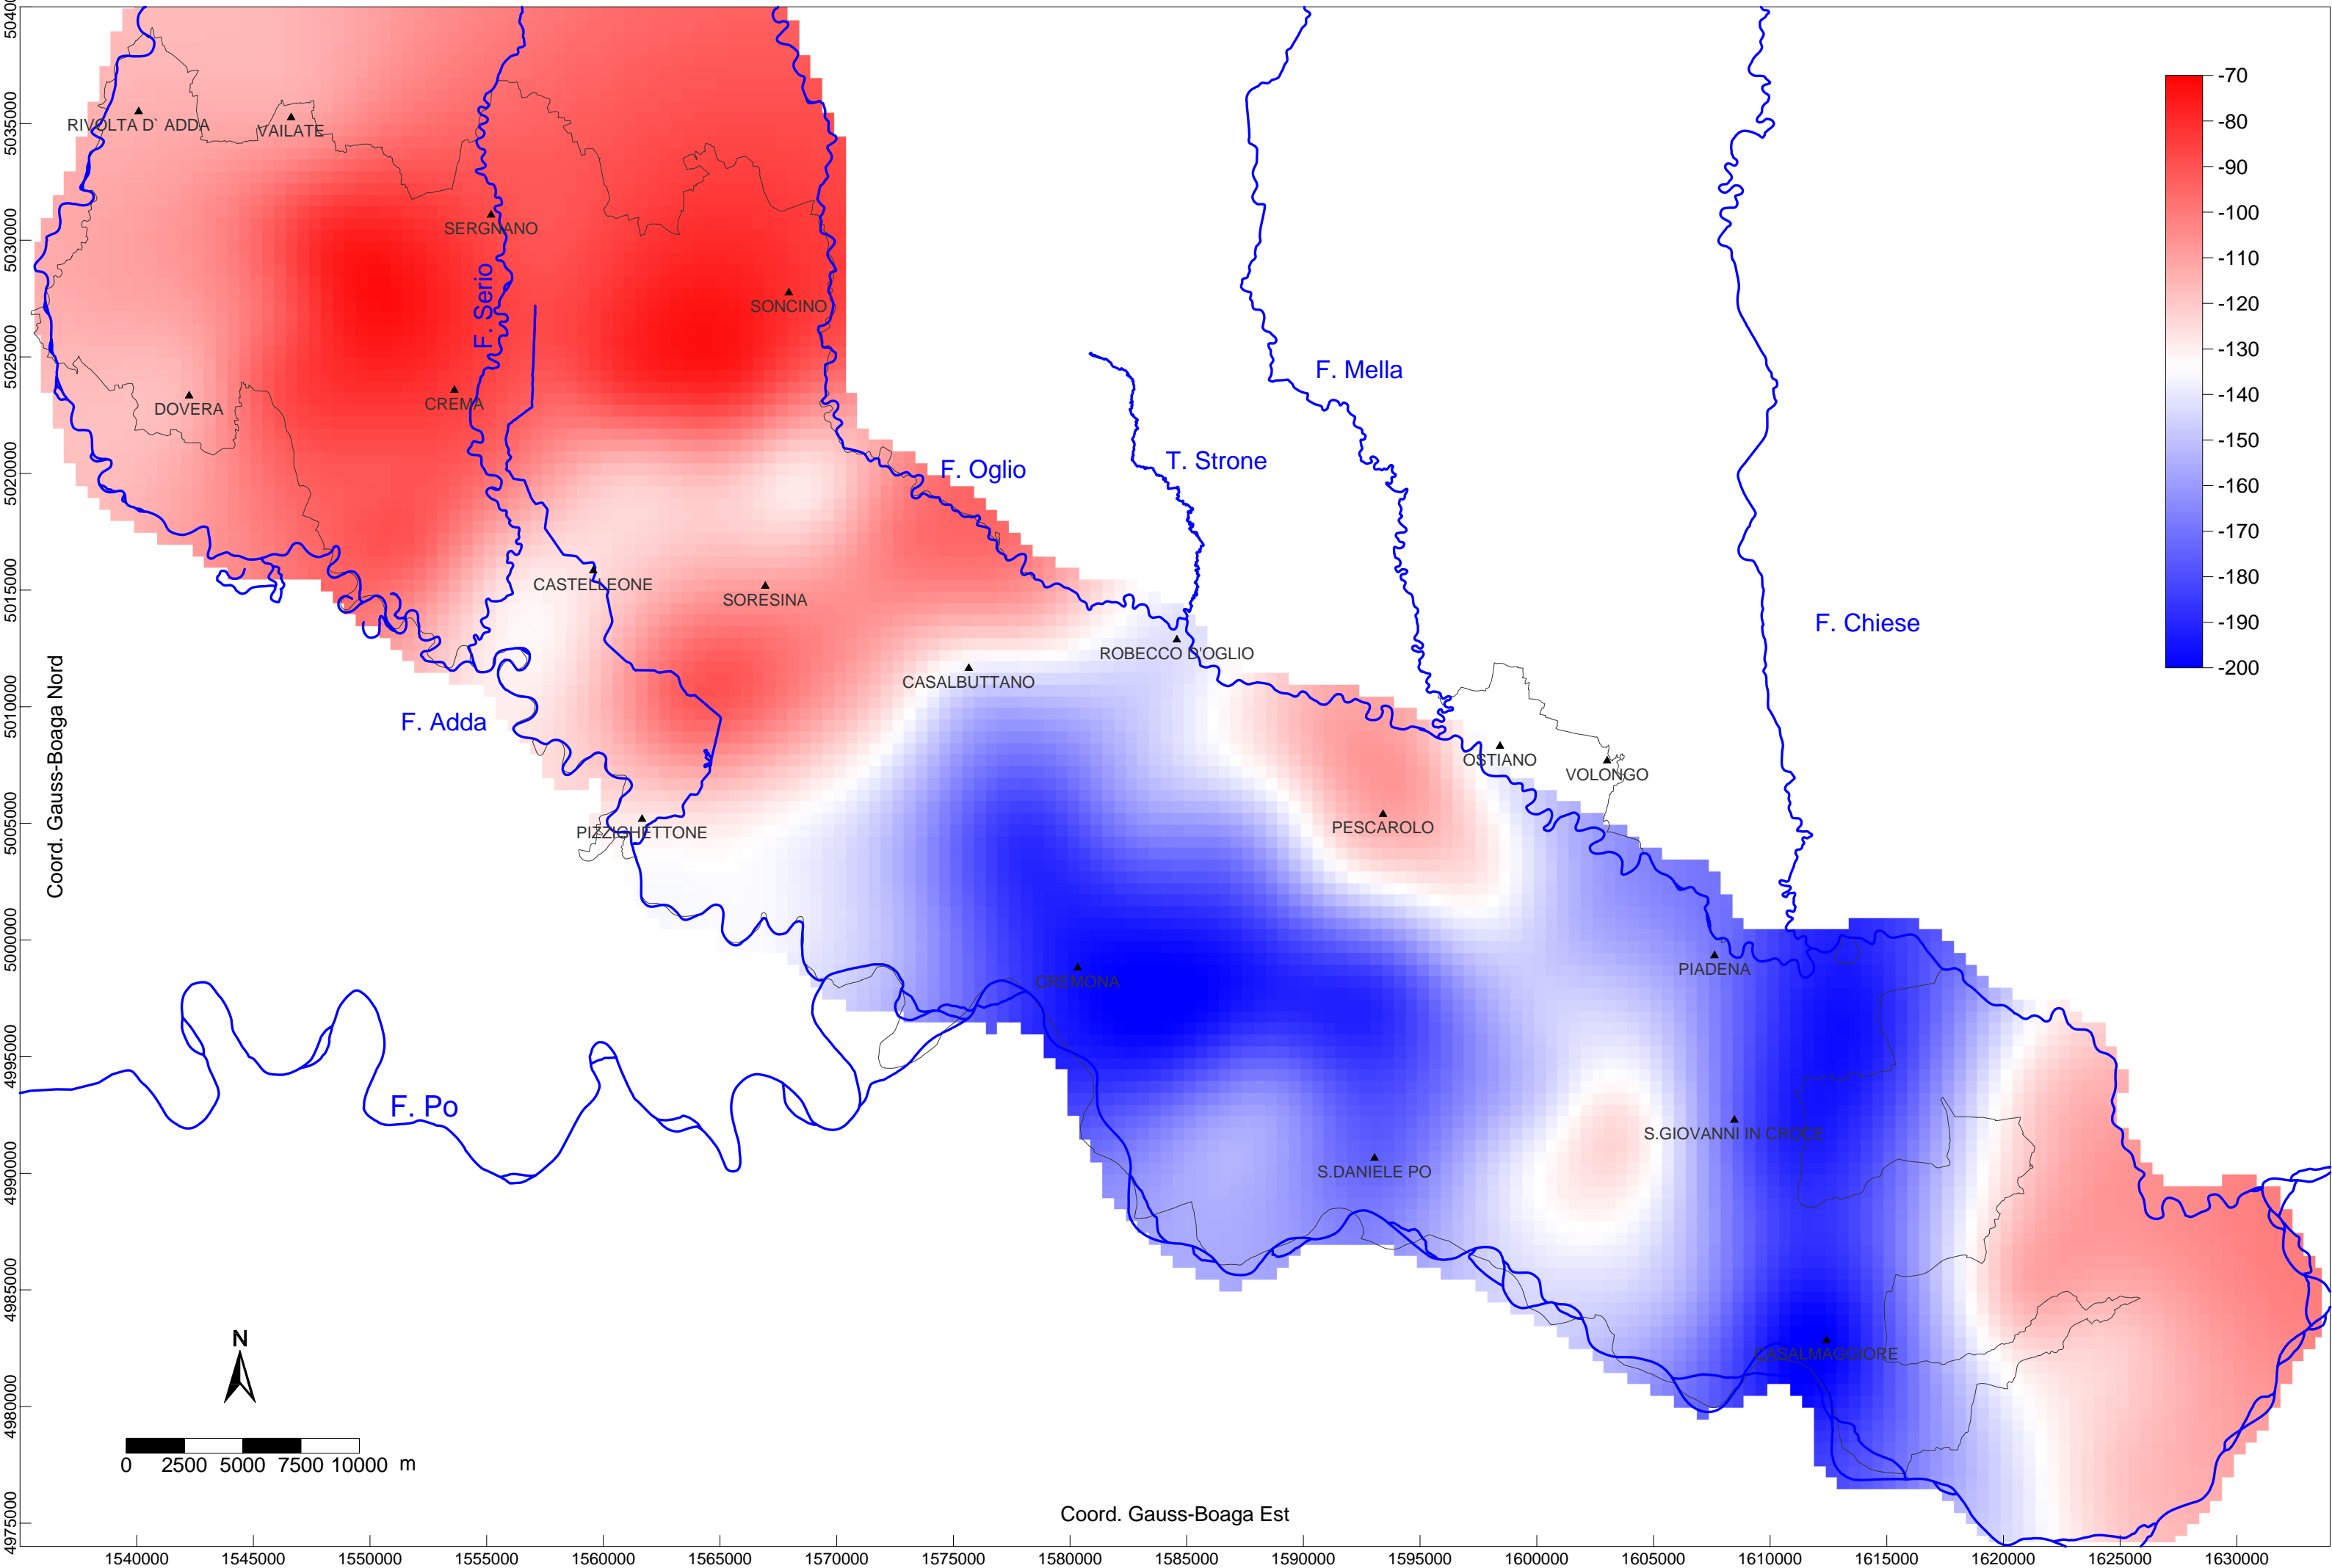 5040000
5035000
5030000
5025000
5020000
5015000
5010000
5005000
5000000
4995000
4990000
4985000
4980000
4975000
Coord. Gauss-Boaga Nord
RIVOLTA D` ADDA
VAILATE
SERGNANO
F. Serio
SONCINO
DOVERA
CREMA
F. Oglio
T. Strone
F. Mella
F. Chiese
CASTELLEONE
SORESINA
ROBECCO D'OGLIO
CASALBUTTANO
F. Adda
OSTIANO
VOLONGO
PIZZIGHETTONE
PESCAROLO
CREMONA
PIADENA
F. Po
S.GIOVANNI IN CROCE
S.DANIELE PO
CASALMAGGIORE
-70
-80
-90
-100
-110
-120
-130
-140
-150
-160
-170
-180
-190
-200
N
0 2500 5000 7500 10000 m
Coord. Gauss-Boaga Est
1540000 1545000 1550000 1555000 1560000 1565000 1570000 1575000 1580000 1585000 1590000 1595000 1600000 1605000 1610000 1615000 1620000 1625000 1630000